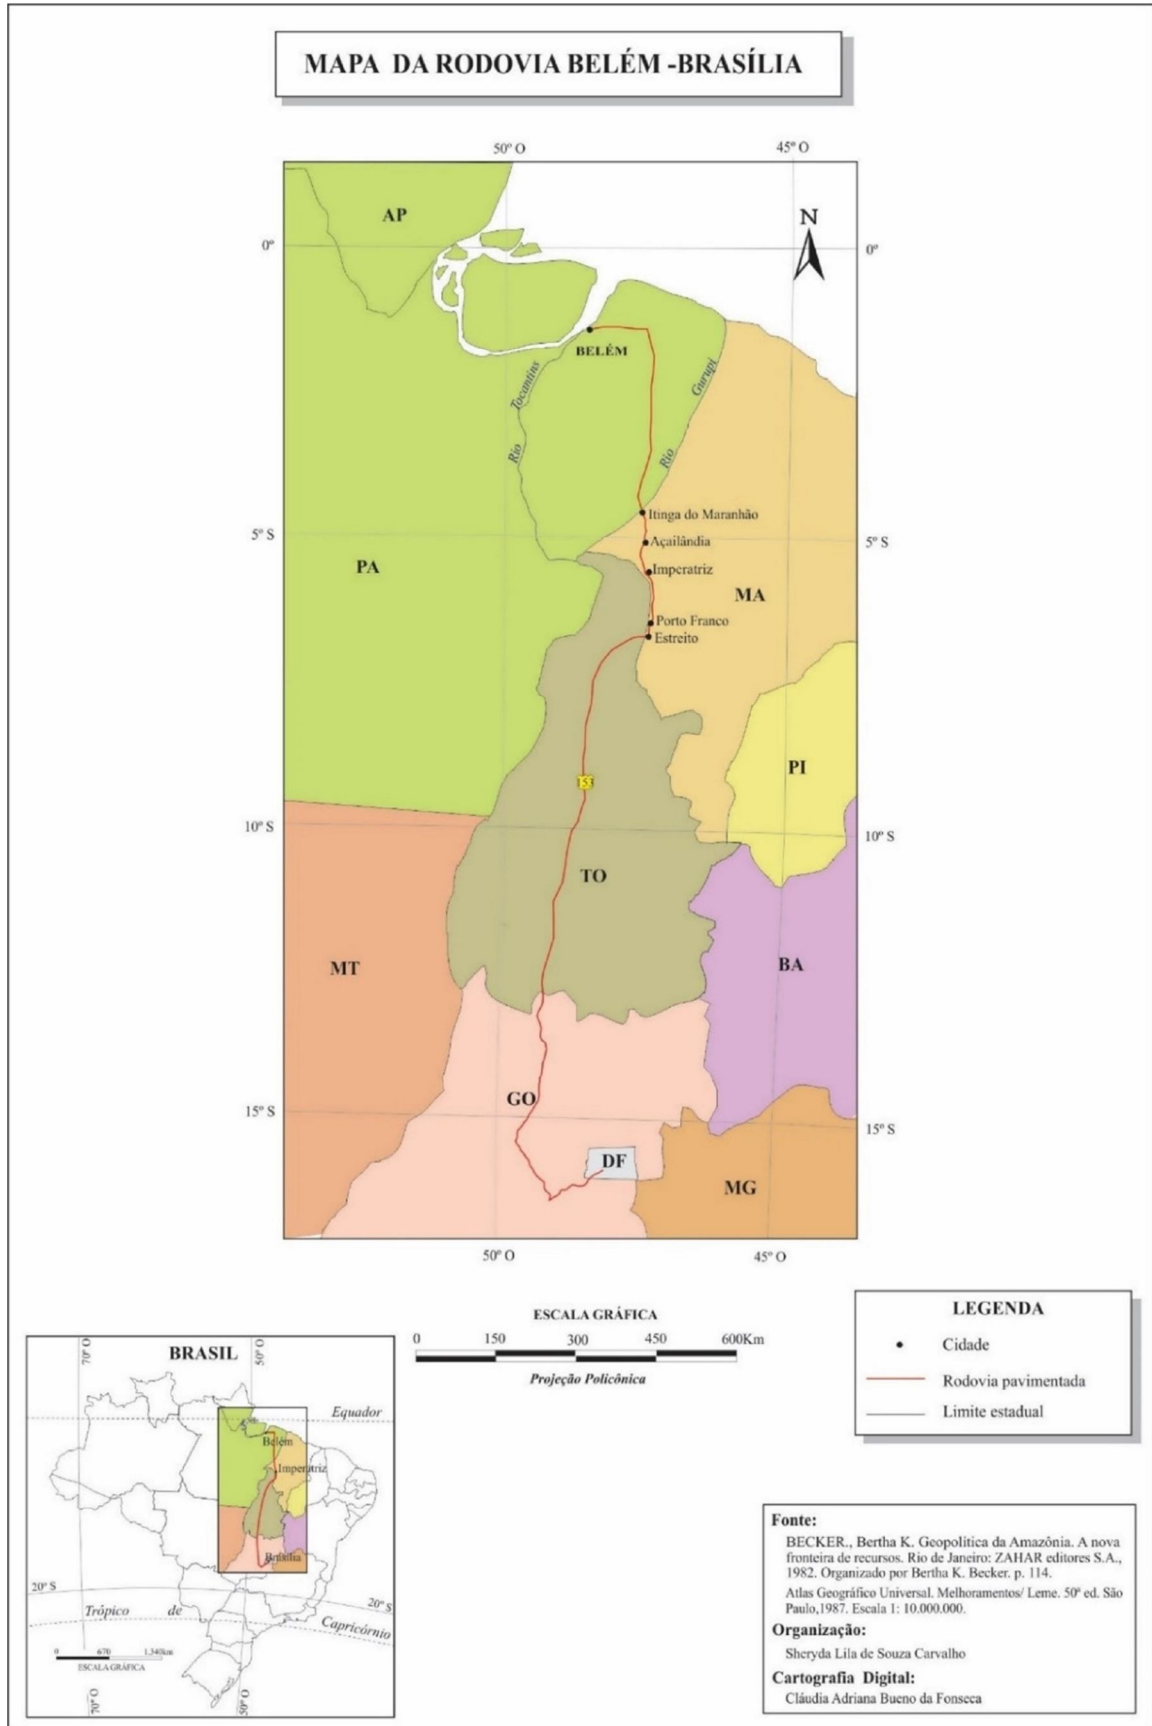 MAPA DA RODOVIA BELÉM -BRASÍLIA
50º O
45º O
AP
N
0º
0º
BELÉM
Rio Tocantins
Rio Gurupi
Itinga do Maranhão
5º S
Açailândia
5º S
PA
Imperatriz
MA
Porto Franco
Estreito
PI
153
10º S
10º S
TO
MT
BA
GO
15º S
15º S
DF
MG
50º O
45º O
ESCALA GRÁFICA
0 150 300 450 600Km
Projeção Policônica
LEGENDA
Cidade
Rodovia pavimentada
Limite estadual
70º O
BRASIL
50º O
Equador
Belém
Imperatriz
Brasília
20º S
20º S
Trópico de Capricórnio
0 670 1.340km
ESCALA GRÁFICA
70º O
50º O
Fonte:
BECKER., Bertha K. Geopolítica da Amazônia. A nova
fronteira de recursos. Rio de Janeiro: ZAHAR editores S.A.,
1982. Organizado por Bertha K. Becker. p. 114.
Atlas Geográfico Universal. Melhoramentos/ Leme. 50ª ed. São
Paulo,1987. Escala 1: 10.000.000.
Organização:
Sheryda Lila de Souza Carvalho
Cartografia Digital:
Cláudia Adriana Bueno da Fonseca